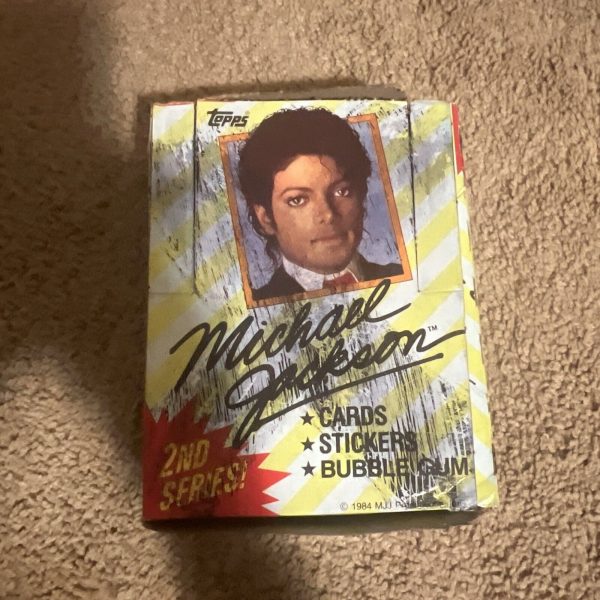 Topps
Michael
Jackson™
★ CARDS
★ STICKERS
★ BUBBLE GUM
2ND
SERIES!
© 1984 MJJ